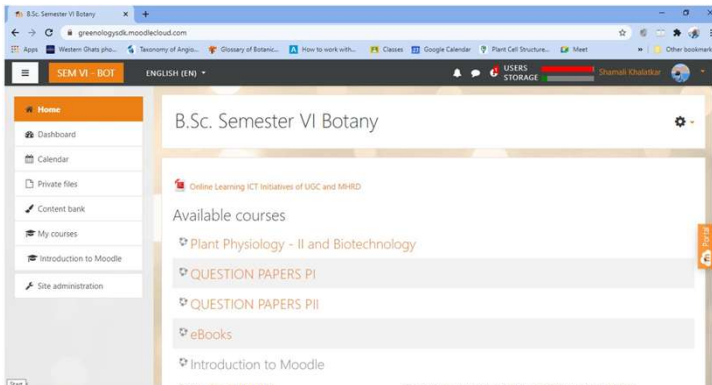 B.Sc. Semester VI Botany
greenologysdk.moodlecloud.com
Apps Western Ghats pho... Taxonomy of Angio... Glossary of Botanic... How to work with... Classes Google Calendar Plant Cell Structure... Meet » Other bookmark
SEM VI - BOT ENGLISH (EN) USERS STORAGE Shamali Khalatkar
Home
Dashboard
Calendar
Private files
Content bank
My courses
Introduction to Moodle
Site administration
B.Sc. Semester VI Botany
Online Learning ICT Initiatives of UGC and MHRD
Available courses
Plant Physiology - II and Biotechnology
QUESTION PAPERS PI
QUESTION PAPERS PII
eBooks
Introduction to Moodle
Portal
Start